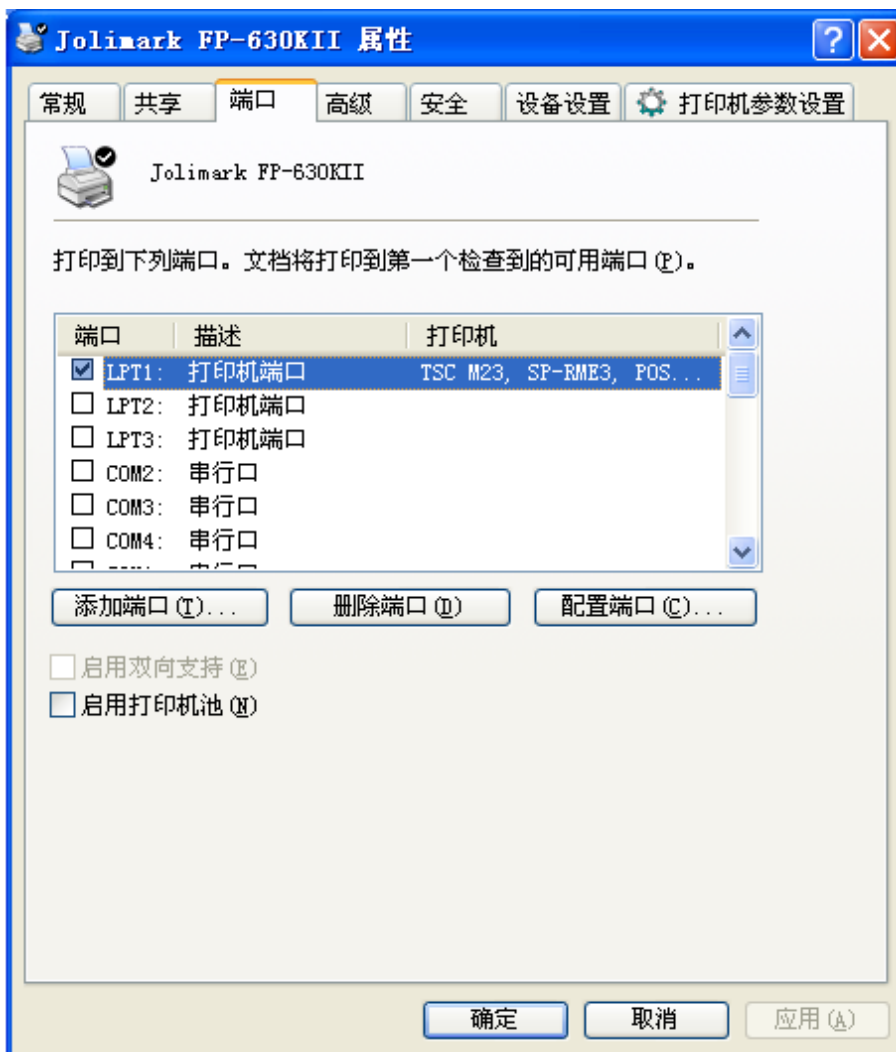 Jolimark FP-630KII 属性
常规 共享 端口 高级 安全 设备设置 打印机参数设置
Jolimark FP-630KII
打印到下列端口。文档将打印到第一个检查到的可用端口(P)。
端口 描述 打印机
LPT1: 打印机端口 TSC M23, SP-RME3, POS...
LPT2: 打印机端口
LPT3: 打印机端口
COM2: 串行口
COM3: 串行口
COM4: 串行口
添加端口(T)... 删除端口(D) 配置端口(C)...
启用双向支持(E)
启用打印机池(N)
确定 取消 应用(A)